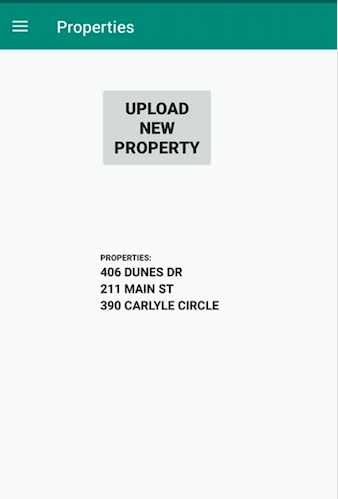 Properties
UPLOAD
NEW
PROPERTY
PROPERTIES:
406 DUNES DR
211 MAIN ST
390 CARLYLE CIRCLE